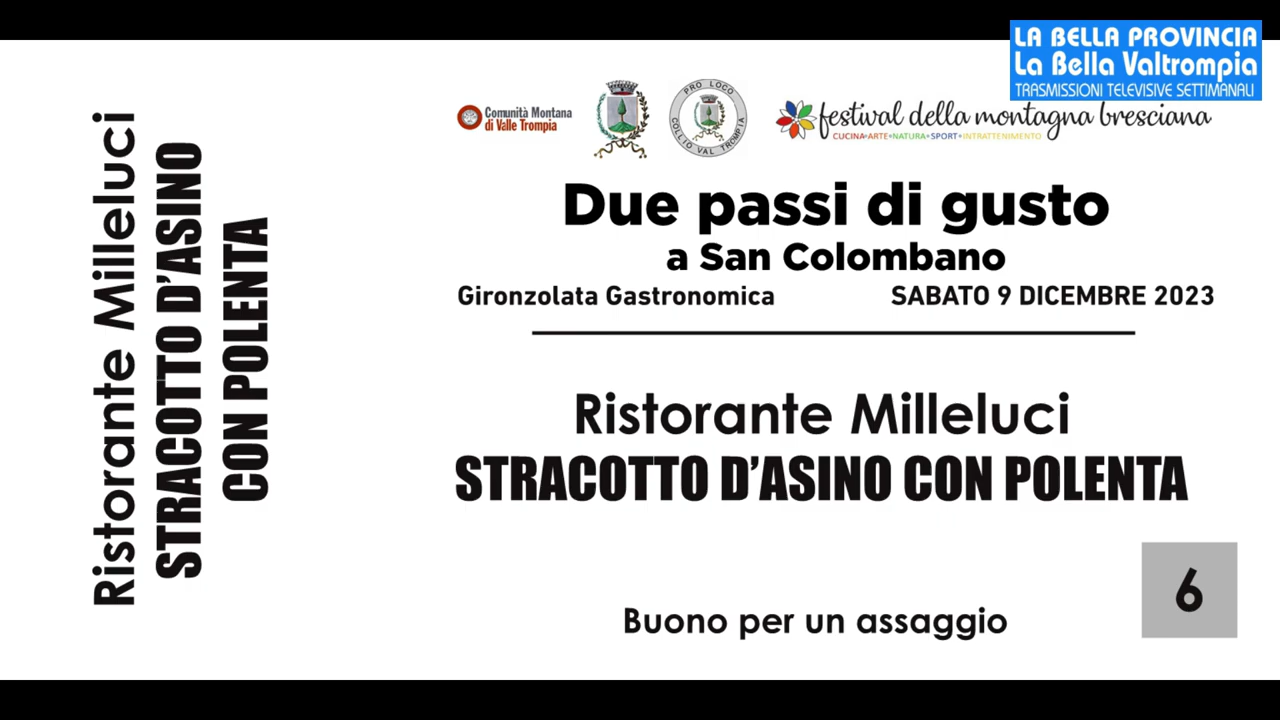 LA BELLA PROVINCIA
La Bella Valtrompia
TRASMISSIONI TELEVISIVE SETTIMANALI
Comunità Montana
di Valle Trompia
PRO LOCO
COLLIO VAL TROMPIA
festival della montagna bresciana
CUCINA•ARTE•NATURA•SPORT•INTRATTENIMENTO
Due passi di gusto
a San Colombano
Gironzolata Gastronomica SABATO 9 DICEMBRE 2023
Ristorante Milleluci
STRACOTTO D'ASINO
CON POLENTA
Ristorante Milleluci
STRACOTTO D'ASINO CON POLENTA
6
Buono per un assaggio